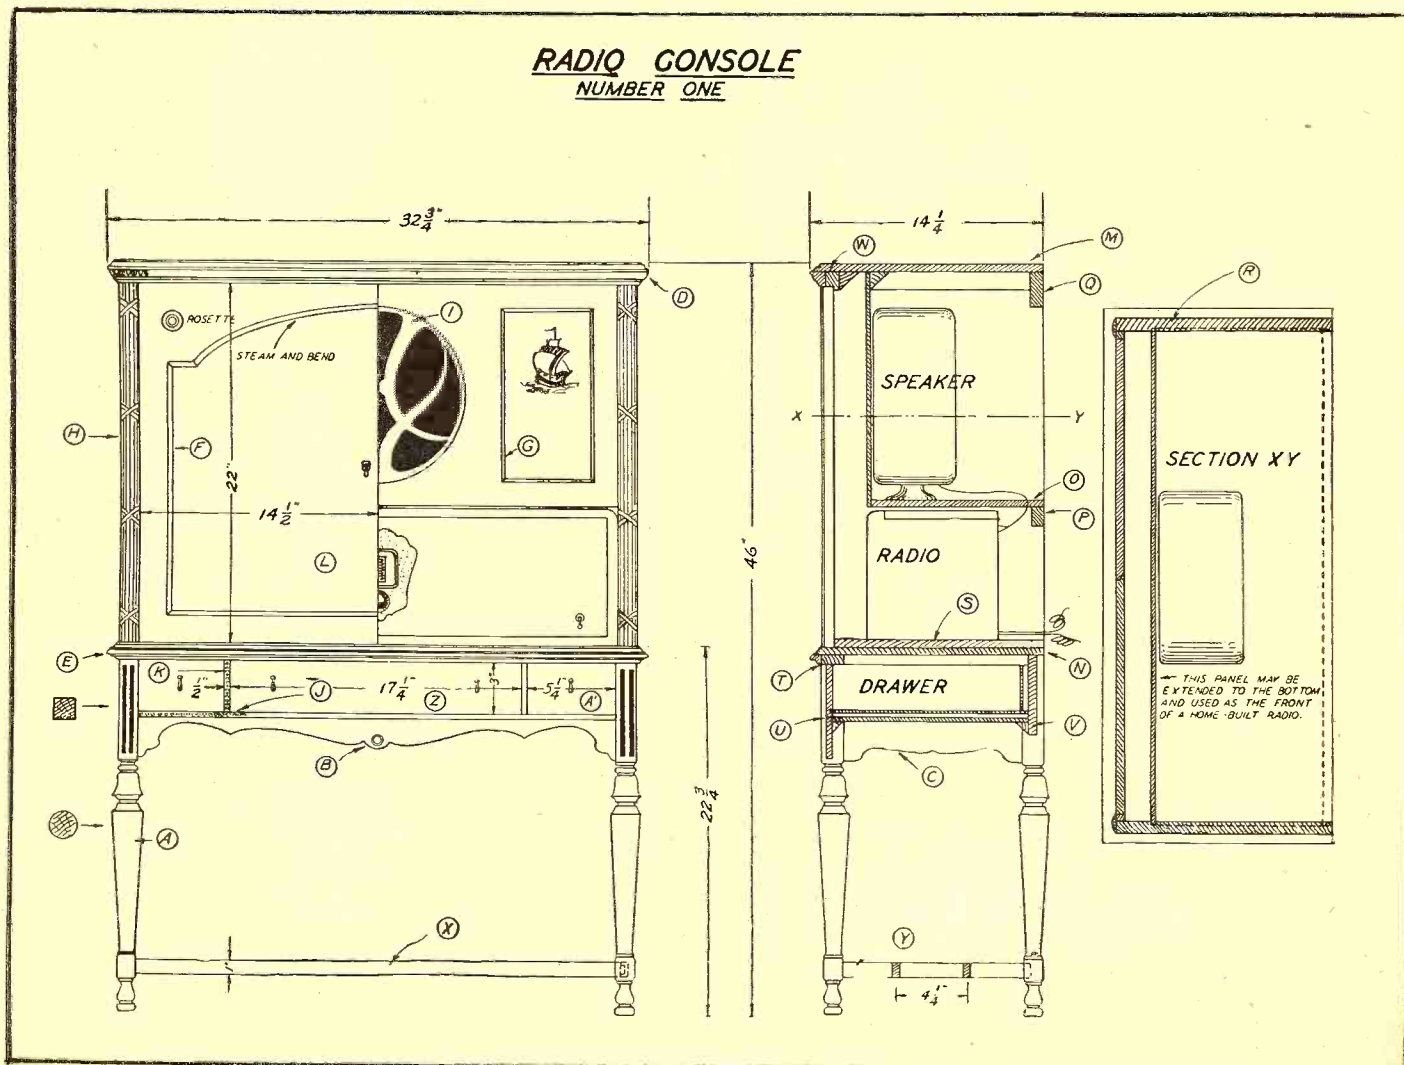 RADIO CONSOLE
NUMBER ONE
32 3/4"
14 1/4
W
M
D
Q
R
ROSETTE
I
STEAM AND BEND
SPEAKER
X
Y
H
F
G
22"
SECTION XY
14 1/2"
O
P
L
RADIO
46"
S
E
K
N
T
1/2"
J
17 1/4"
Z
3"
5 1/4"
A'
DRAWER
THIS PANEL MAY BE
EXTENDED TO THE BOTTOM
AND USED AS THE FRONT
OF A HOME-BUILT RADIO.
U
V
B
C
22 3/4
A
X
Y
1"
4 1/4"